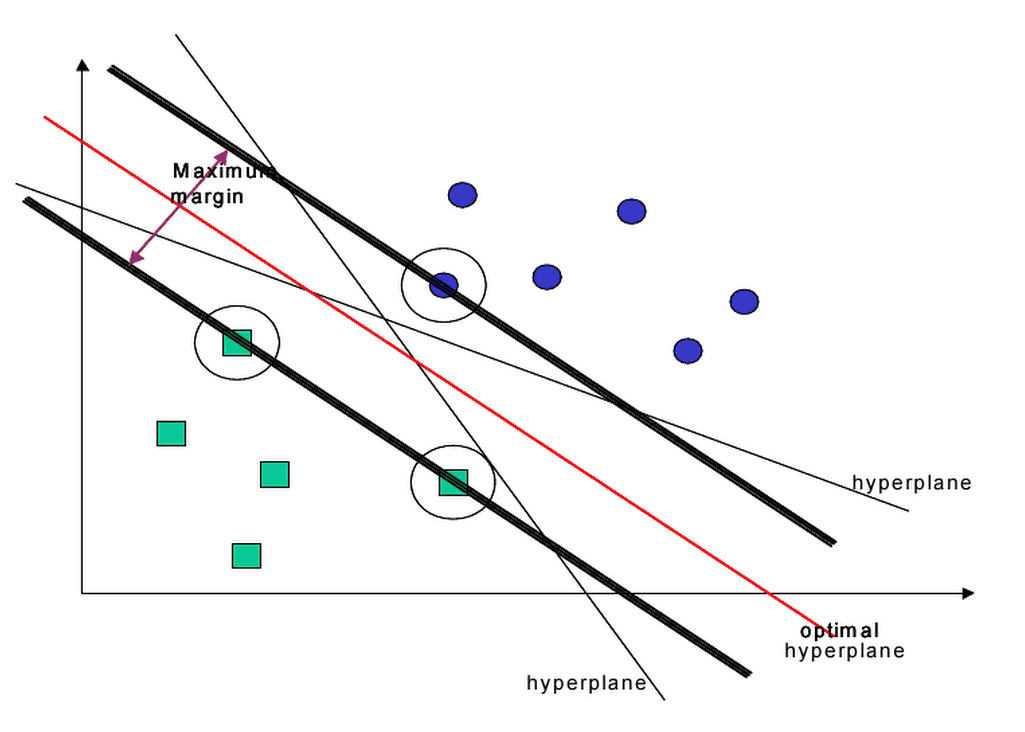 Maximum
margin
hyperplane
optimal
hyperplane
hyperplane